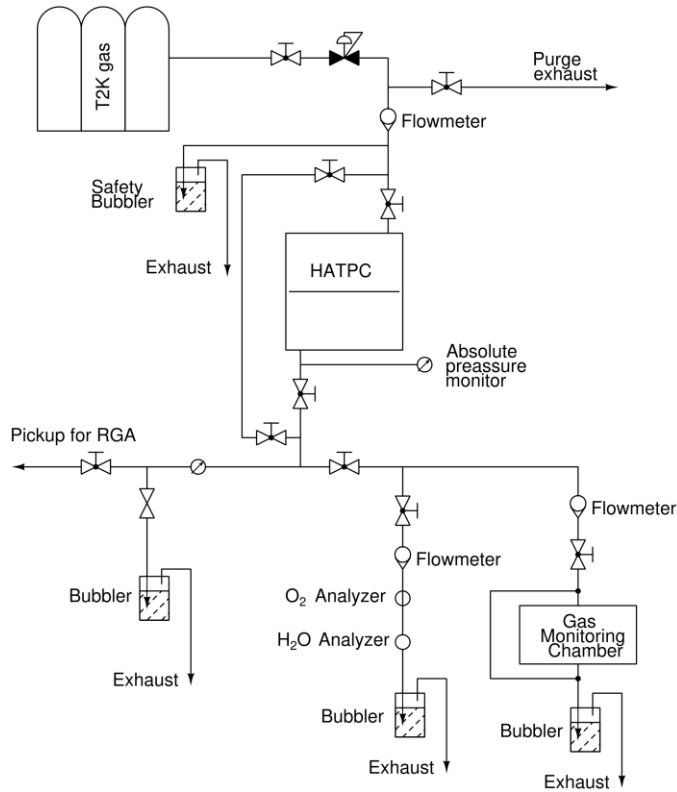 T2K gas
Purge
exhaust
Flowmeter
Safety
Bubbler
Exhaust
HATPC
Absolute
preassure
monitor
Pickup for RGA
Flowmeter
Flowmeter
Bubbler
O₂ Analyzer
Gas
Monitoring
Chamber
H₂O Analyzer
Exhaust
Bubbler
Bubbler
Exhaust
Exhaust